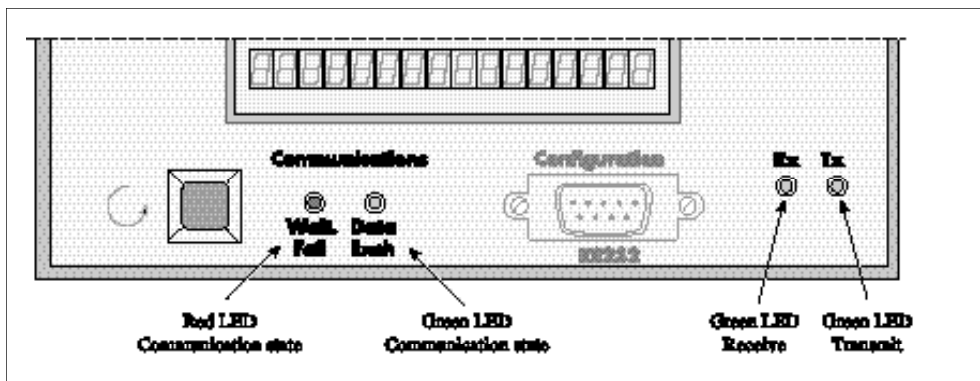 Communications
Configuration
Rx Tx
Wait. Data
Fail Exch
RS232
Red LED
Communication state
Green LED
Communication state
Green LED
Receive
Green LED
Transmit